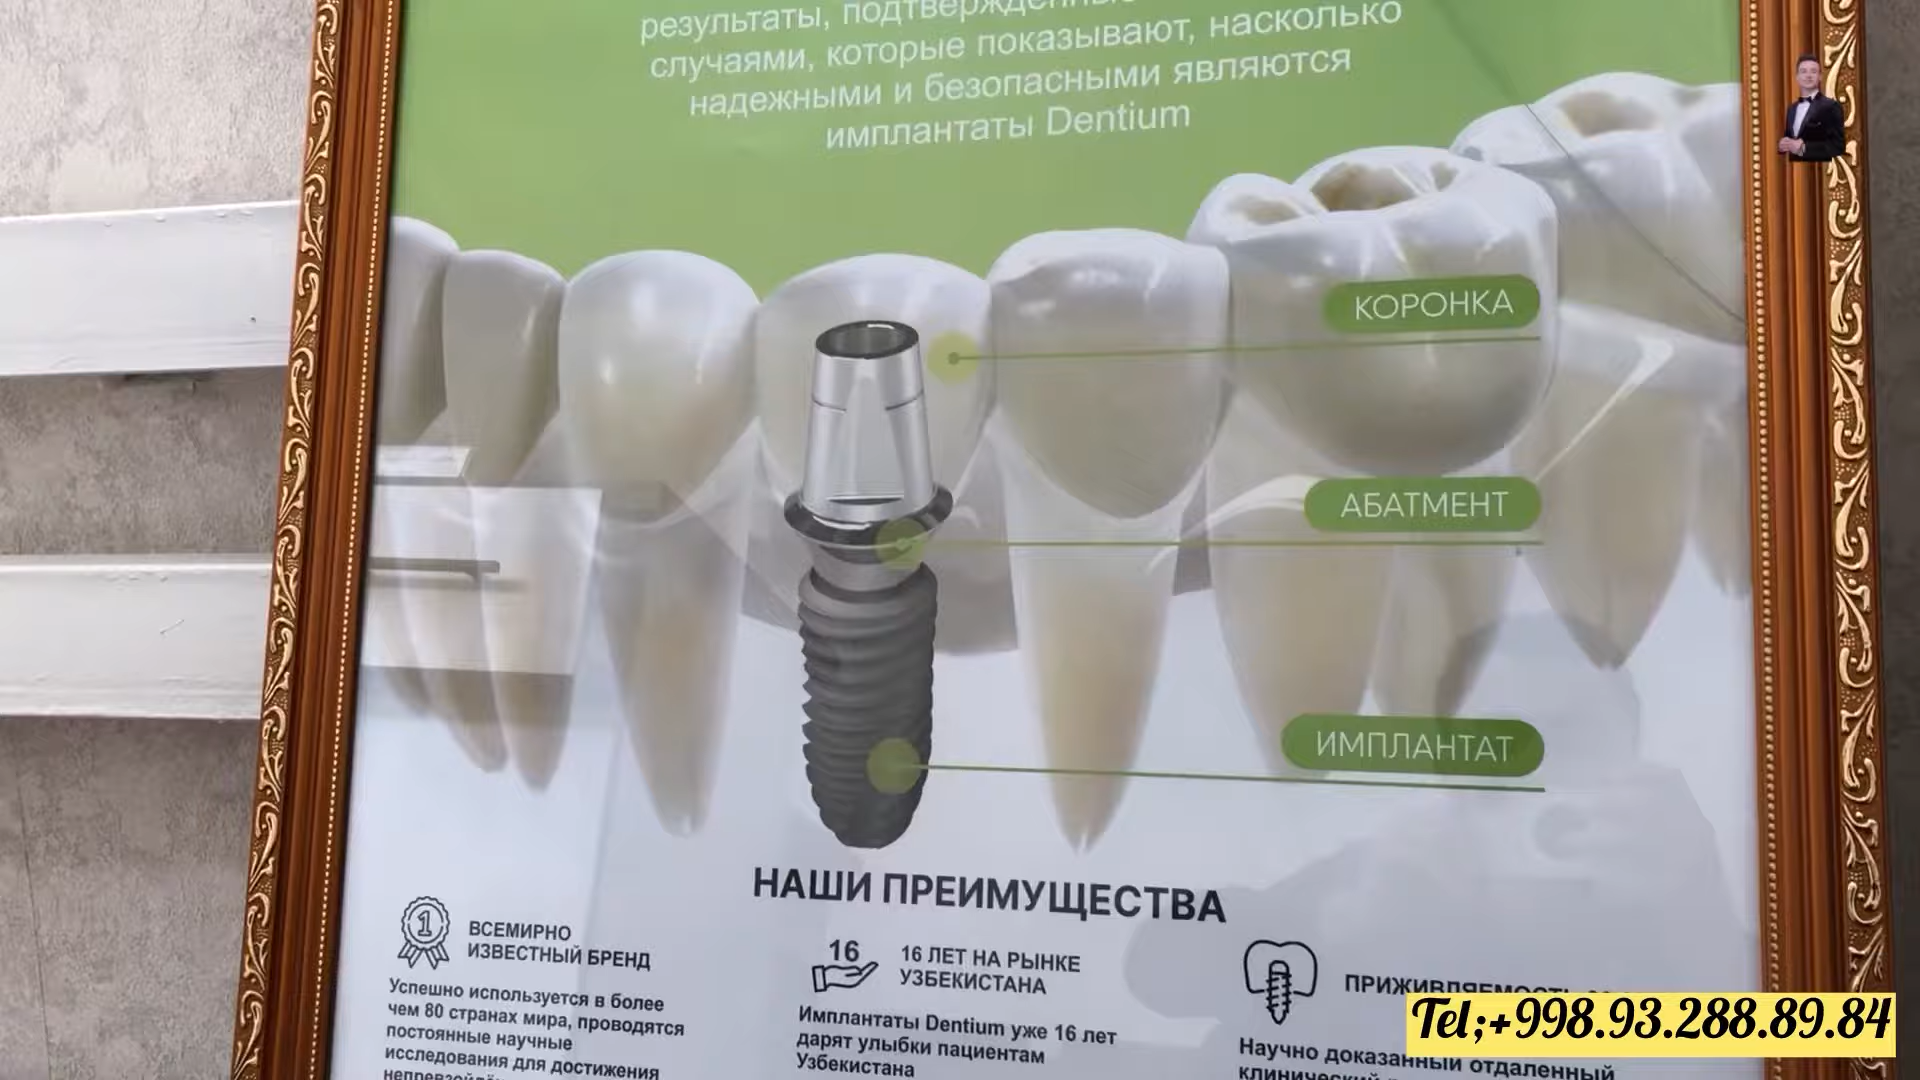 результаты, подтвержденные
случаями, которые показывают, насколько
надежными и безопасными являются
имплантаты Dentium
КОРОНКА
АБАТМЕНТ
ИМПЛАНТАТ
НАШИ ПРЕИМУЩЕСТВА
1
ВСЕМИРНО
ИЗВЕСТНЫЙ БРЕНД
Успешно используется в более
чем 80 странах мира, проводятся
постоянные научные
исследования для достижения
16
16 ЛЕТ НА РЫНКЕ
УЗБЕКИСТАНА
Имплантаты Dentium уже 16 лет
дарят улыбки пациентам
Узбекистана
ПРИЖИВЛЯЕМОСТЬ
Научно доказанный отдаленный
Tel;+998.93.288.89.84